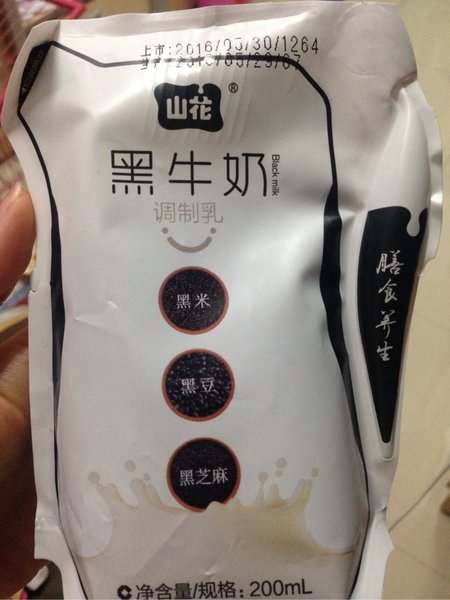 上市:2016/05/30/1264
山花®
黑牛奶
Black milk
调制乳
膳食养生
黑米
黑豆
黑芝麻
净含量/规格: 200mL